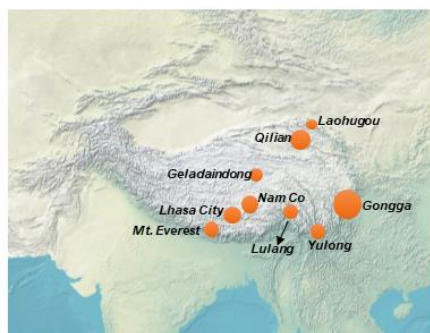 Laohugou
Qilian
Geladaindong
Nam Co
Lhasa City
Gongga
Mt. Everest
Lulang
Yulong